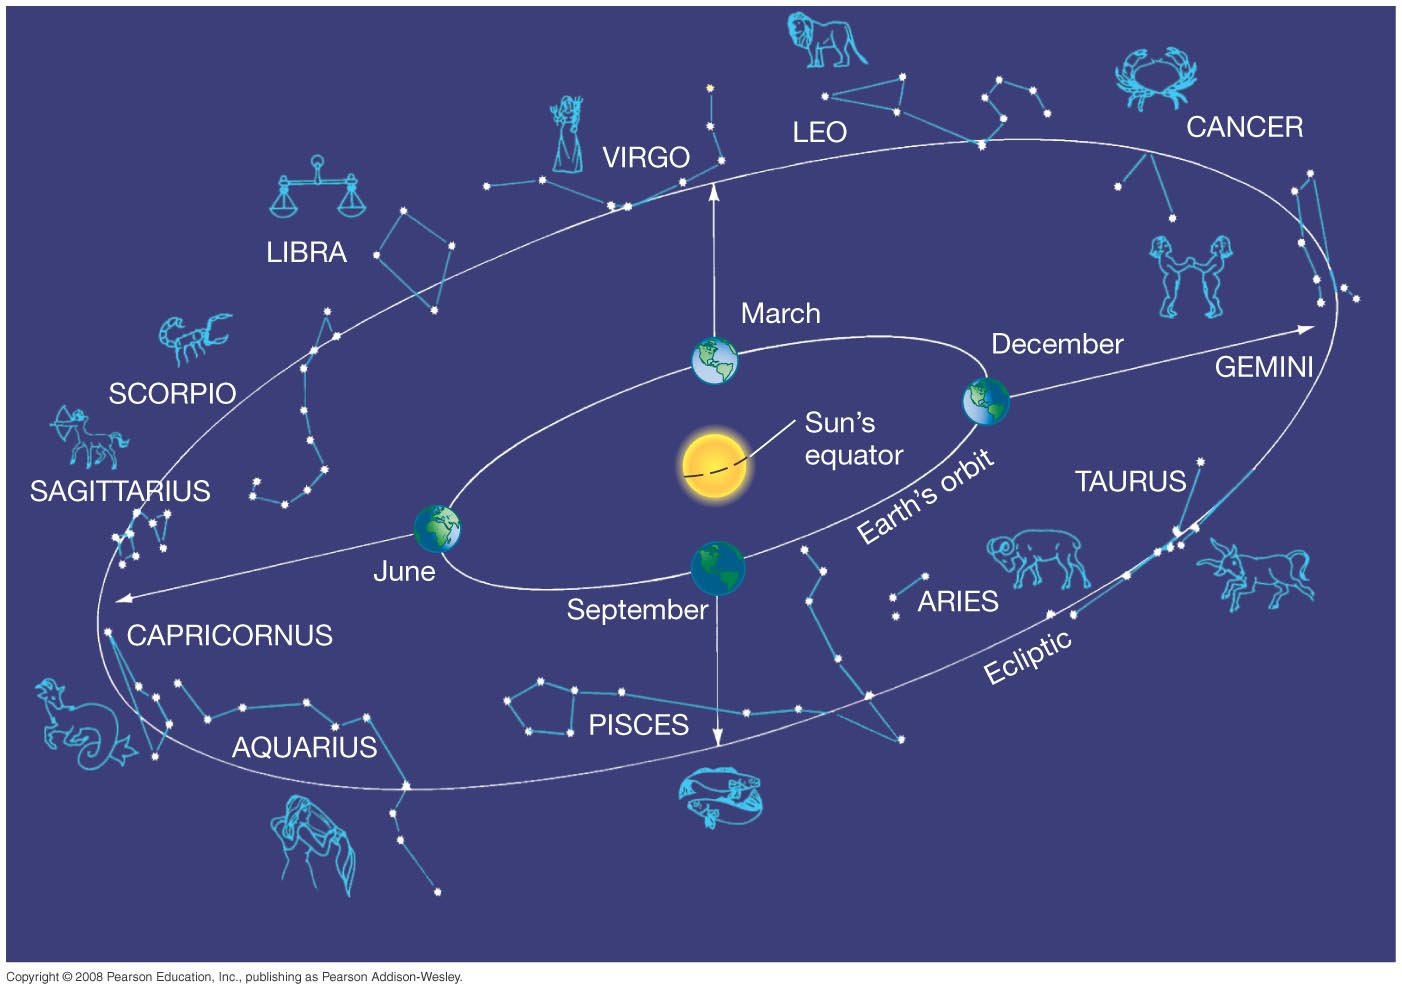 LEO
CANCER
VIRGO
LIBRA
March
December
GEMINI
SCORPIO
Sun's
equator
SAGITTARIUS
TAURUS
Earth's orbit
June
September
ARIES
CAPRICORNUS
Ecliptic
PISCES
AQUARIUS
Copyright © 2008 Pearson Education, Inc., publishing as Pearson Addison-Wesley.